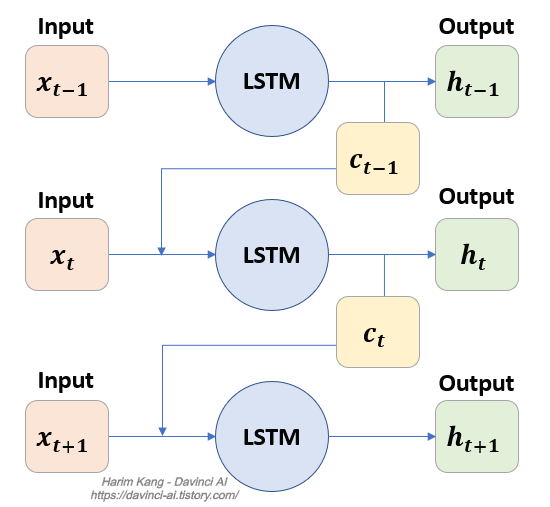 Input
Output
x_{t-1}
LSTM
h_{t-1}
c_{t-1}
Input
Output
x_t
LSTM
h_t
c_t
Input
Output
x_{t+1}
LSTM
h_{t+1}
Harim Kang - Davinci AI
https://davinci-ai.tistory.com/